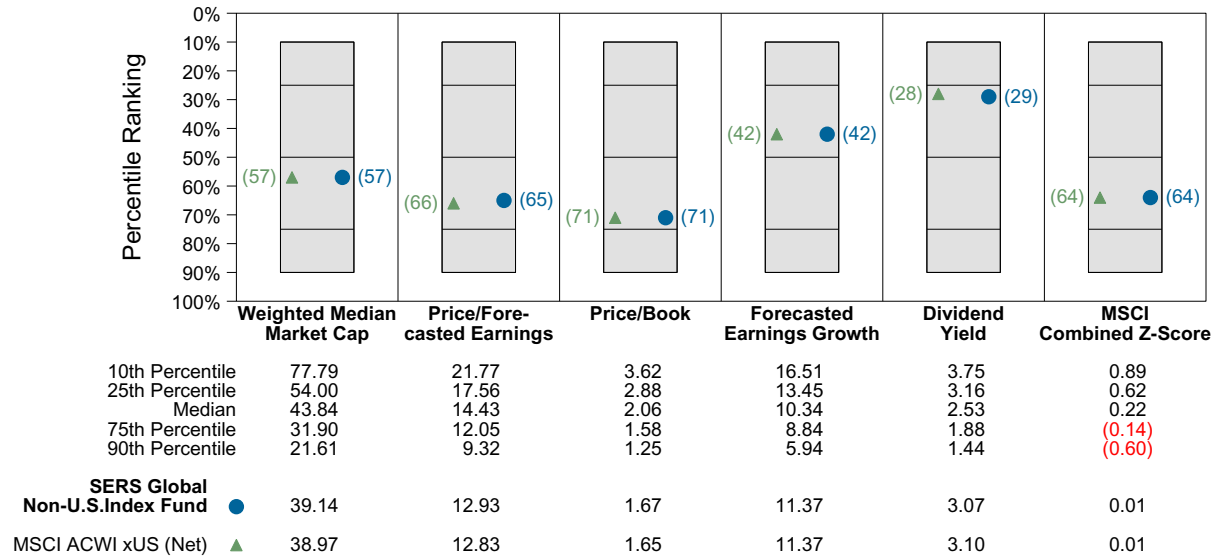 Percentile Ranking
0%
10%
20%
30%
40%
50%
60%
70%
80%
90%
100%
(57) (57)
(66) (65)
(71) (71)
(42) (42)
(28) (29)
(64) (64)
Weighted Median Market Cap
Price/Fore-casted Earnings
Price/Book
Forecasted Earnings Growth
Dividend Yield
MSCI Combined Z-Score
10th Percentile 77.79 21.77 3.62 16.51 3.75 0.89
25th Percentile 54.00 17.56 2.88 13.45 3.16 0.62
Median 43.84 14.43 2.06 10.34 2.53 0.22
75th Percentile 31.90 12.05 1.58 8.84 1.88 (0.14)
90th Percentile 21.61 9.32 1.25 5.94 1.44 (0.60)
SERS Global
Non-U.S.Index Fund 39.14 12.93 1.67 11.37 3.07 0.01
MSCI ACWI xUS (Net) 38.97 12.83 1.65 11.37 3.10 0.01